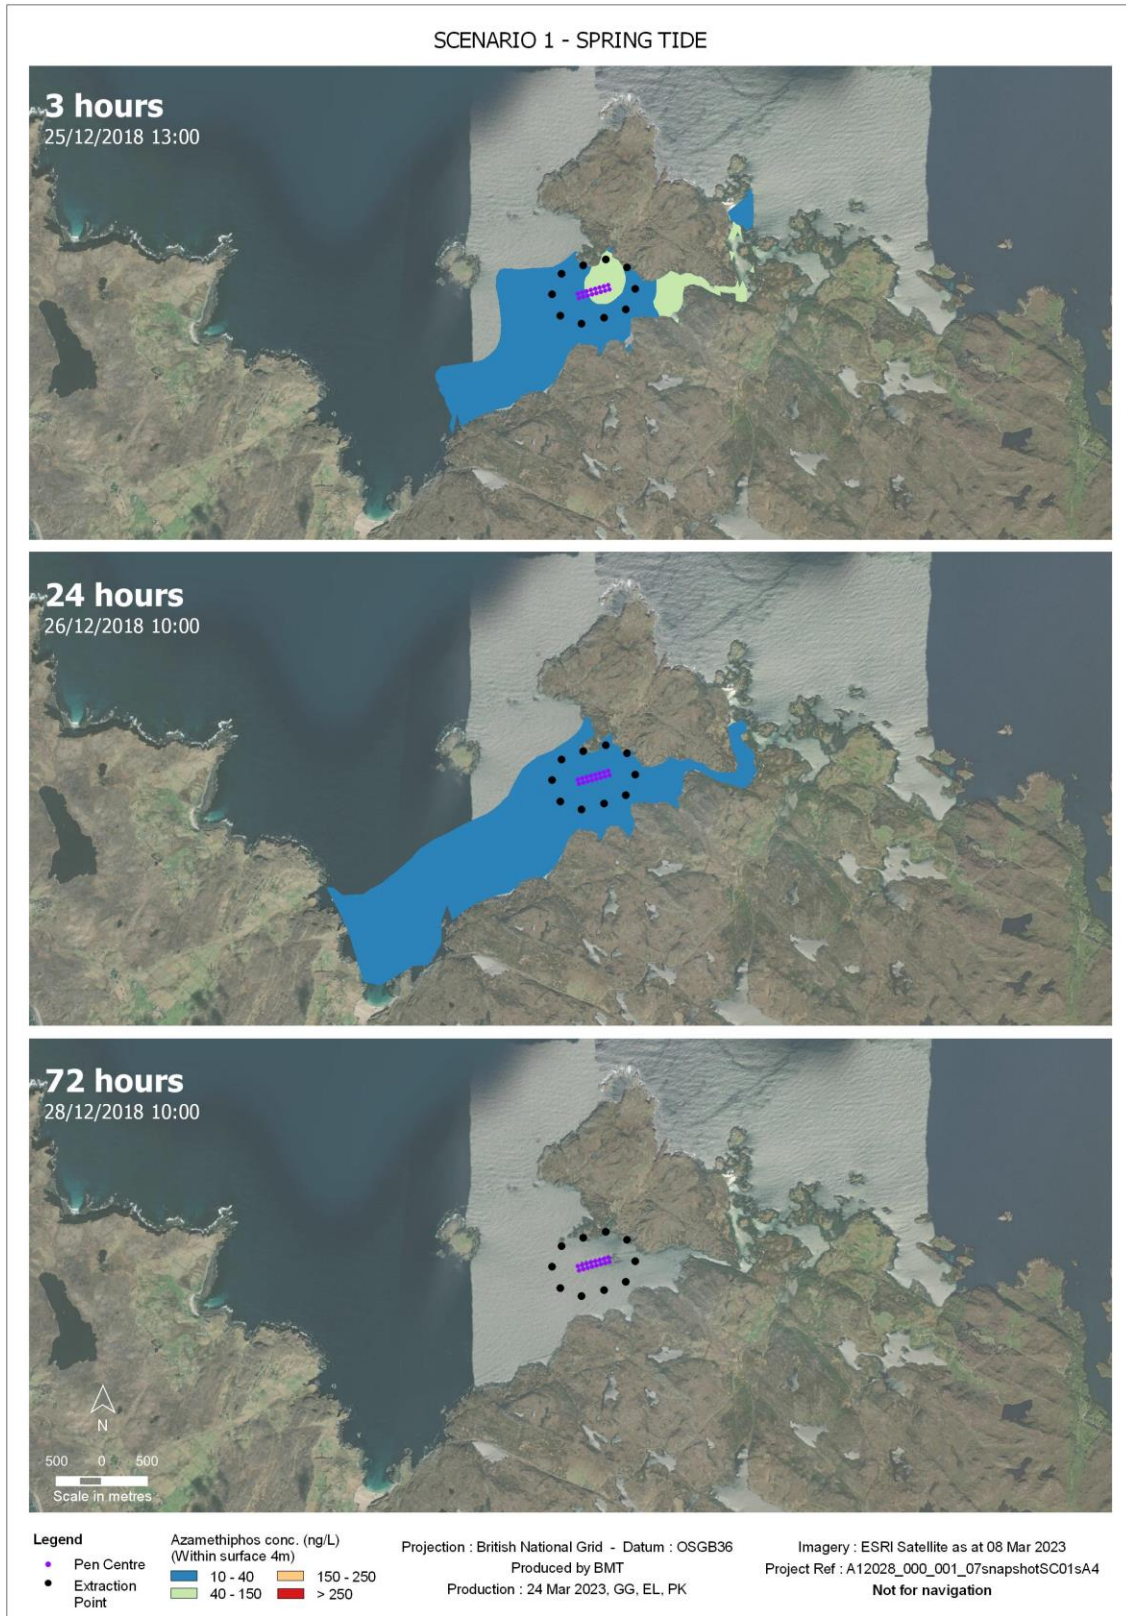 SCENARIO 1 - SPRING TIDE
3 hours
25/12/2018 13:00
24 hours
26/12/2018 10:00
72 hours
28/12/2018 10:00
N
500 0 500
Scale in metres
Legend
Pen Centre
Extraction
Point
Azamethiphos conc. (ng/L)
(Within surface 4m)
10 - 40
150 - 250
40 - 150
> 250
Projection : British National Grid - Datum : OSGB36
Produced by BMT
Production : 24 Mar 2023, GG, EL, PK
Imagery : ESRI Satellite as at 08 Mar 2023
Project Ref : A12028_000_001_07snapshotSC01sA4
Not for navigation